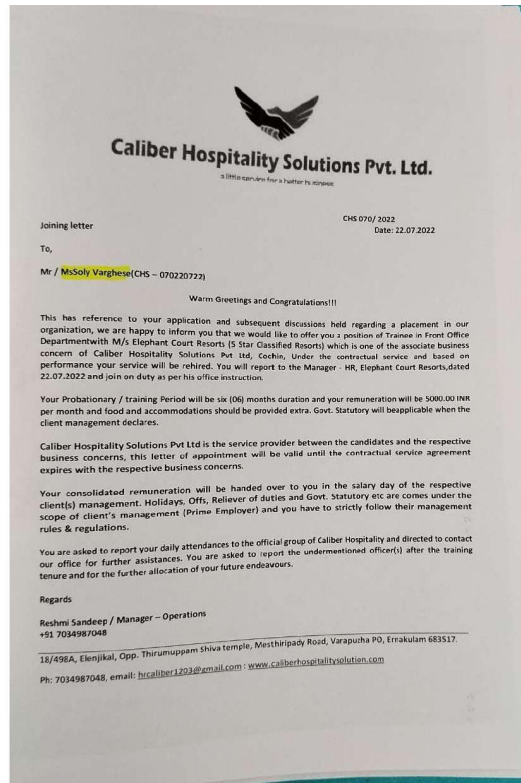 Caliber Hospitality Solutions Pvt. Ltd.
a little service for a better business
CHS 070/ 2022
Joining letter
Date: 22.07.2022
To,
Mr / MsSoly Varghese(CHS – 070220722)
Warm Greetings and Congratulations!!!
This has reference to your application and subsequent discussions held regarding a placement in our
organization, we are happy to inform you that we would like to offer you a position of Trainee in Front Office
Departmentwith M/s Elephant Court Resorts (5 Star Classified Resorts) which is one of the associate business
concern of Caliber Hospitality Solutions Pvt Ltd, Cochin, Under the contractual service and based on
performance your service will be rehired. You will report to the Manager - HR, Elephant Court Resorts,dated
22.07.2022 and join on duty as per his office instruction.
Your Probationary / training Period will be six (06) months duration and your remuneration will be 5000.00 INR
per month and food and accommodations should be provided extra. Govt. Statutory will beapplicable when the
client management declares.
Caliber Hospitality Solutions Pvt Ltd is the service provider between the candidates and the respective
business concerns, this letter of appointment will be valid until the contractual service agreement
expires with the respective business concerns.
Your consolidated remuneration will be handed over to you in the salary day of the respective
client(s) management. Holidays, Offs, Reliever of duties and Govt. Statutory etc are comes under the
scope of client's management (Prime Employer) and you have to strictly follow their management
rules & regulations.
You are asked to report your daily attendances to the official group of Caliber Hospitality and directed to contact
our office for further assistances. You are asked to report the undermentioned officer(s) after the training
tenure and for the further allocation of your future endeavours.
Regards
Reshmi Sandeep / Manager – Operations
+91 7034987048
18/498A, Elenjikal, Opp. Thirumuppam Shiva temple, Mesthiripady Road, Varapuzha PO, Ernakulam 683517.
Ph: 7034987048, email: hrcaliber1203@gmail.com : www.caliberhospitalitysolution.com